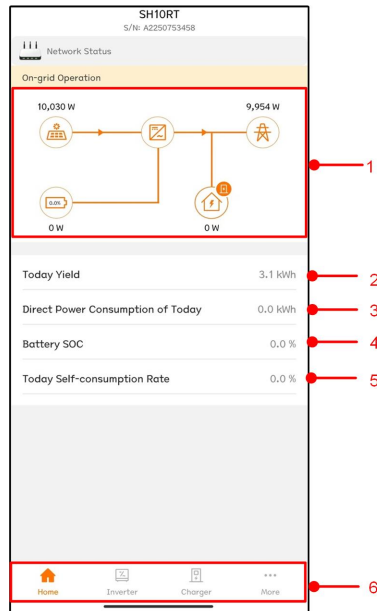 SH10RT
S/N: A2250753458
Network Status
On-grid Operation
10,030 W 9,954 W
1
0.0%
0 W 0 W
Today Yield 3.1 kWh 2
Direct Power Consumption of Today 0.0 kWh 3
Battery SOC 0.0 % 4
Today Self-consumption Rate 0.0 % 5
Home Inverter Charger More 6